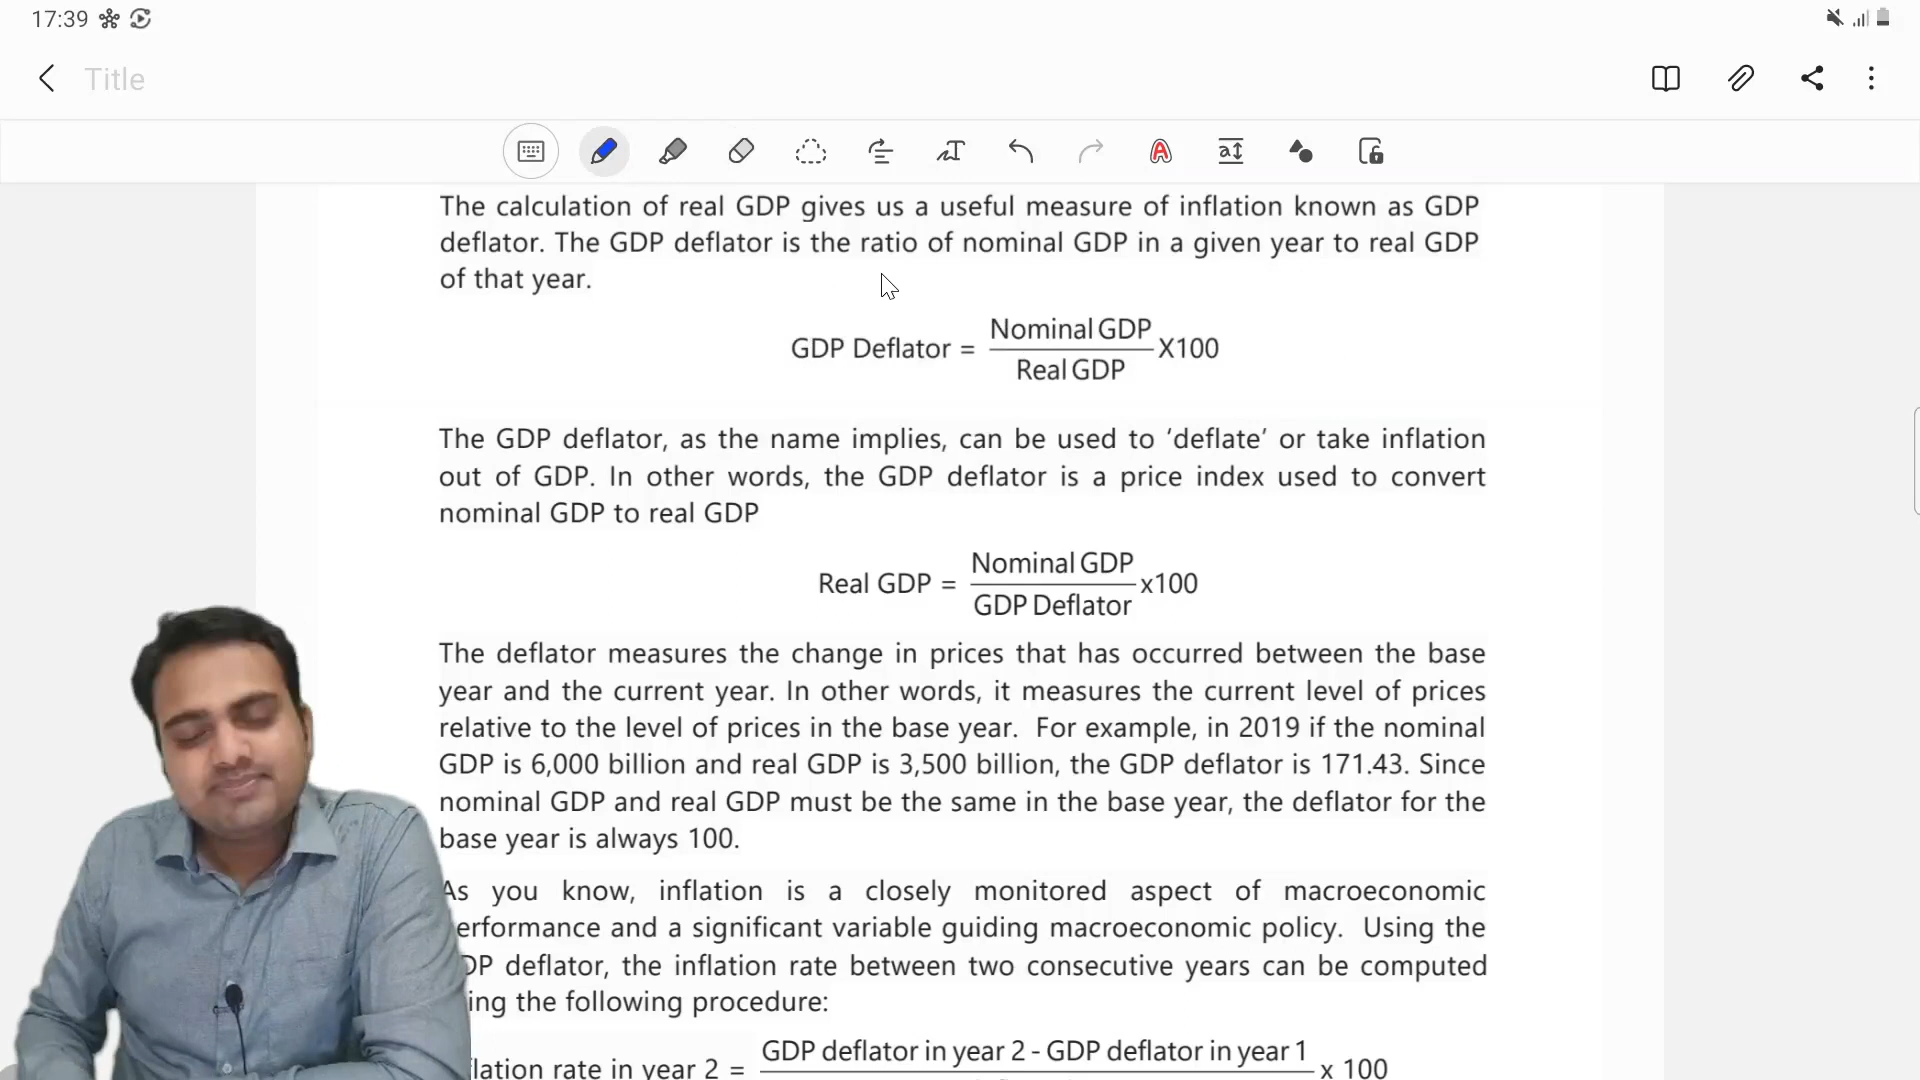 17:39
Title
The calculation of real GDP gives us a useful measure of inflation known as GDP
deflator. The GDP deflator is the ratio of nominal GDP in a given year to real GDP
of that year.
GDP Deflator = Nominal GDP / Real GDP X100
The GDP deflator, as the name implies, can be used to ‘deflate’ or take inflation
out of GDP. In other words, the GDP deflator is a price index used to convert
nominal GDP to real GDP
Real GDP = Nominal GDP / GDP Deflator x100
The deflator measures the change in prices that has occurred between the base
year and the current year. In other words, it measures the current level of prices
relative to the level of prices in the base year. For example, in 2019 if the nominal
GDP is 6,000 billion and real GDP is 3,500 billion, the GDP deflator is 171.43. Since
nominal GDP and real GDP must be the same in the base year, the deflator for the
base year is always 100.
As you know, inflation is a closely monitored aspect of macroeconomic
erformance and a significant variable guiding macroeconomic policy. Using the
DP deflator, the inflation rate between two consecutive years can be computed
ing the following procedure:
flation rate in year 2 = GDP deflator in year 2 - GDP deflator in year 1 x 100